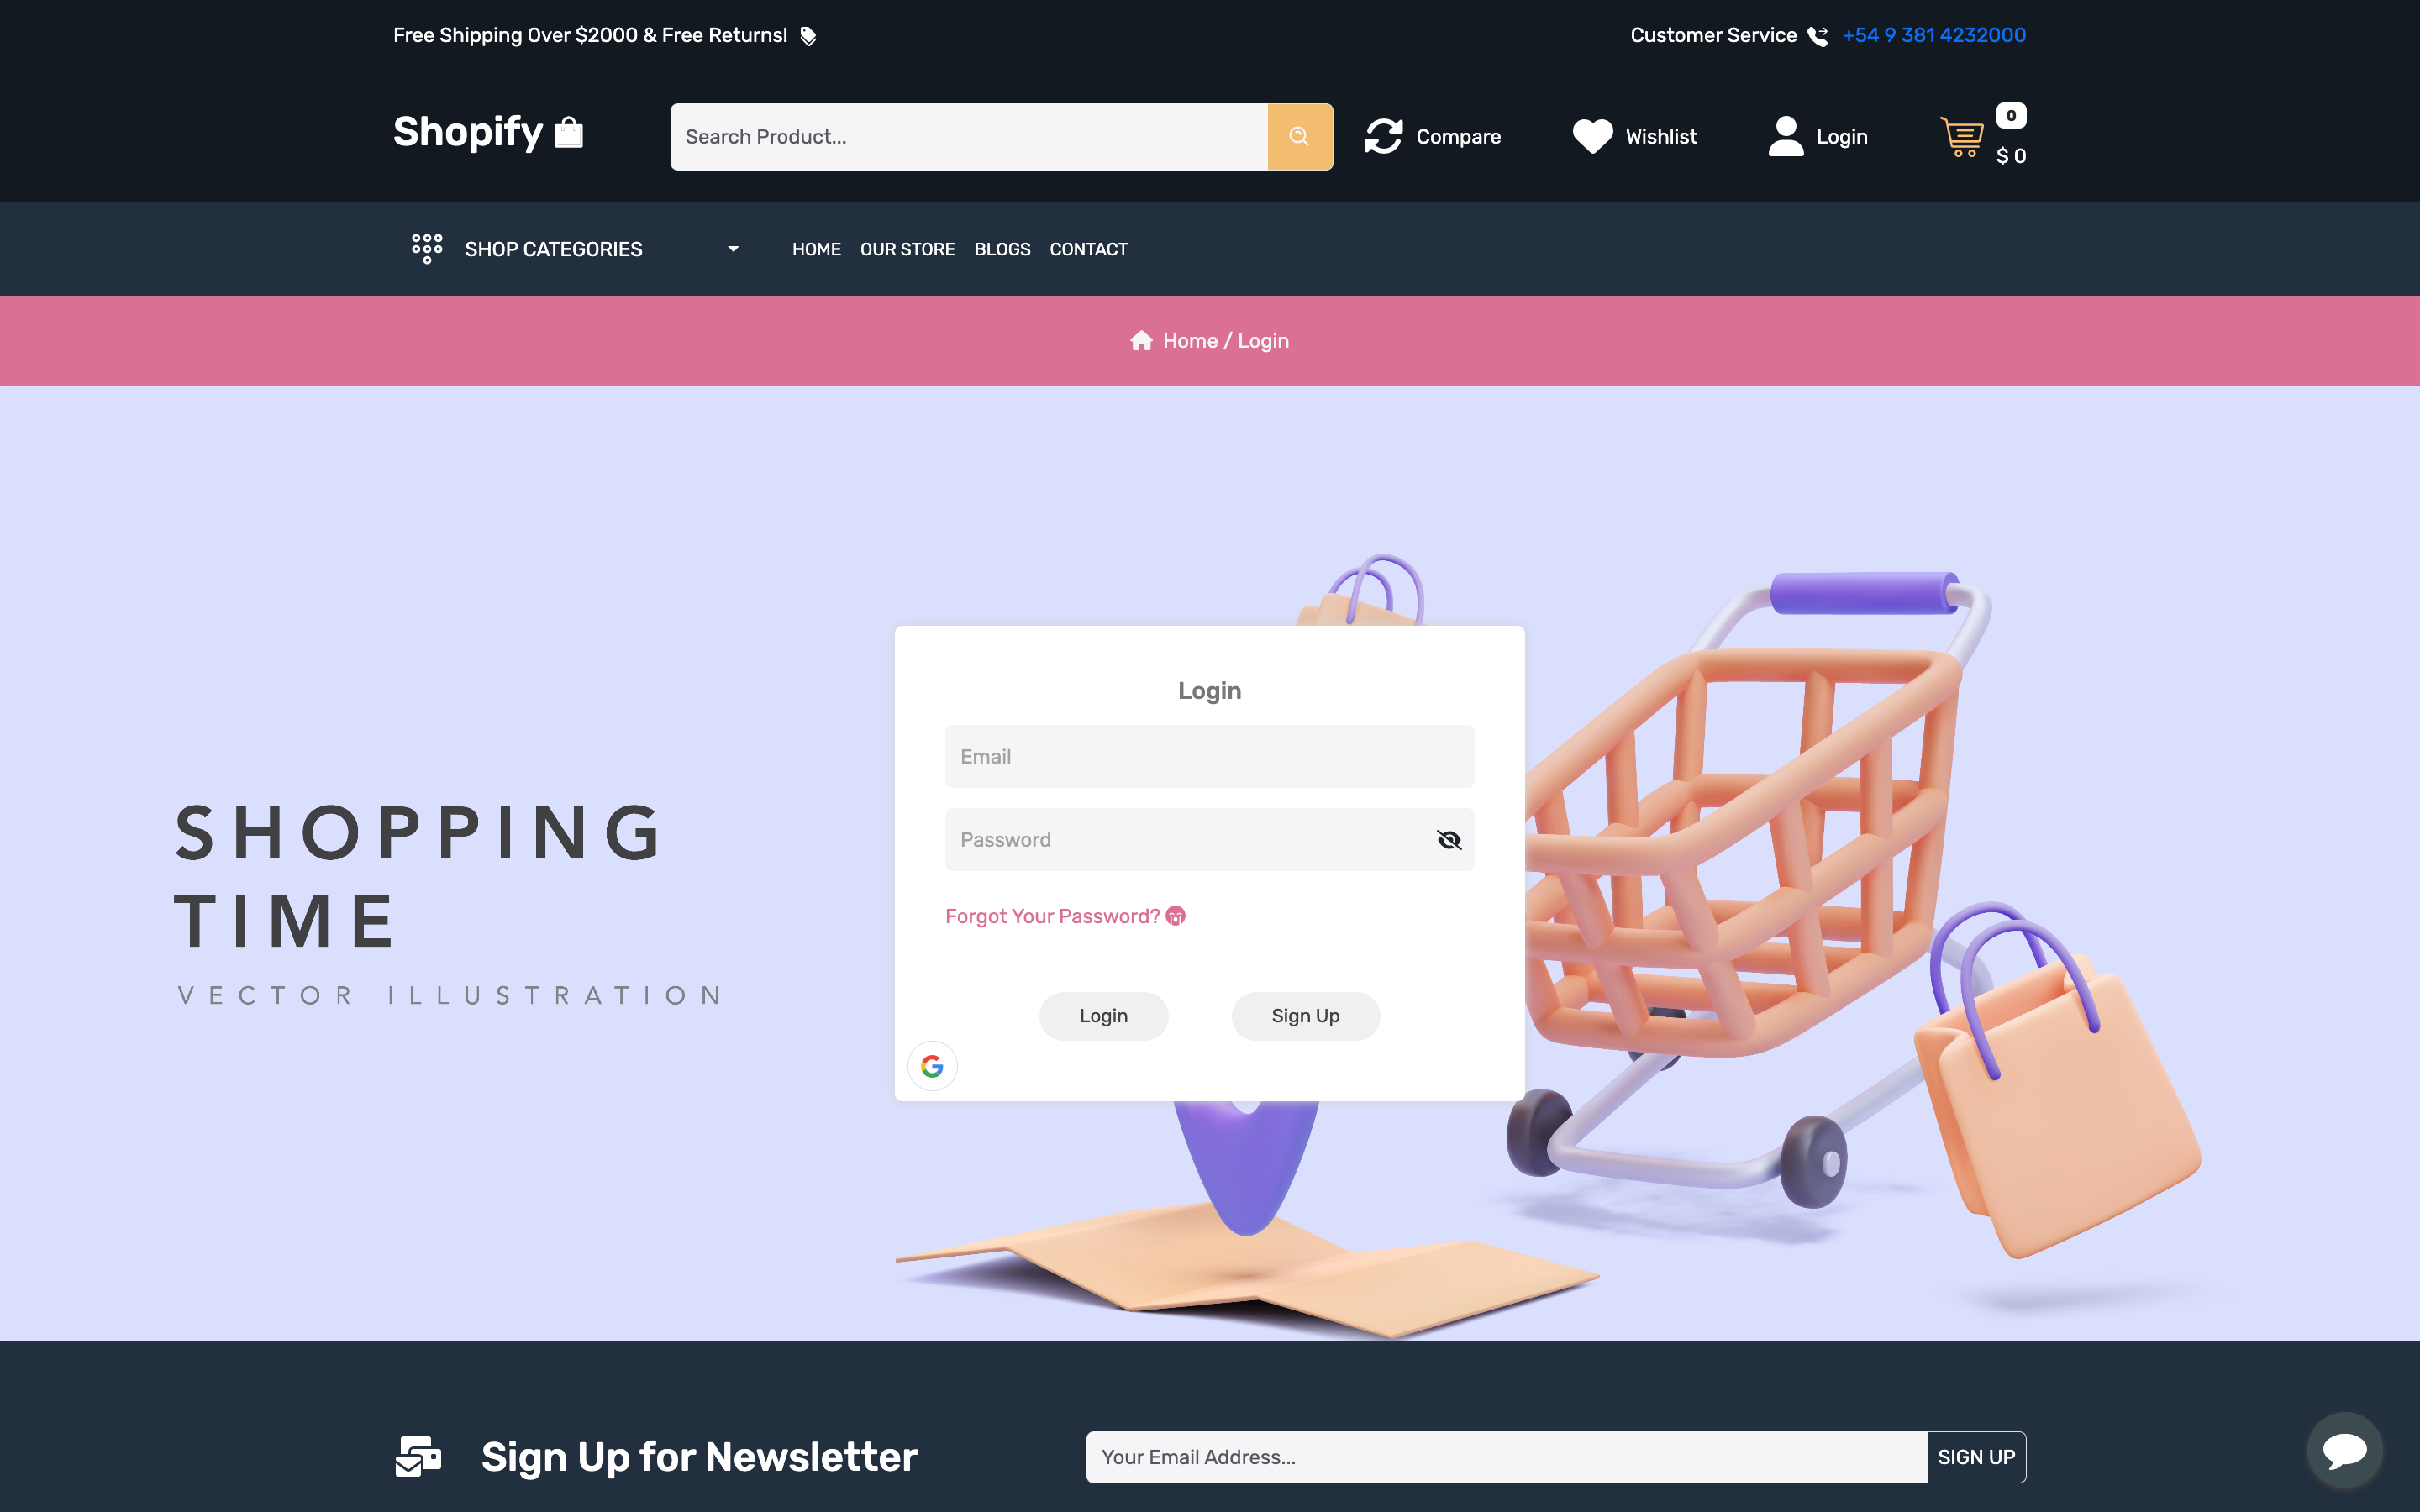 Free Shipping Over $2000 & Free Returns!
Customer Service +54 9 381 4232000
Shopify
Search Product...
Compare
Wishlist
Login
0
$ 0
SHOP CATEGORIES
HOME OUR STORE BLOGS CONTACT
Home / Login
SHOPPING
TIME
VECTOR ILLUSTRATION
Login
Email
Password
Forgot Your Password?
Login
Sign Up
Sign Up for Newsletter
Your Email Address...
SIGN UP